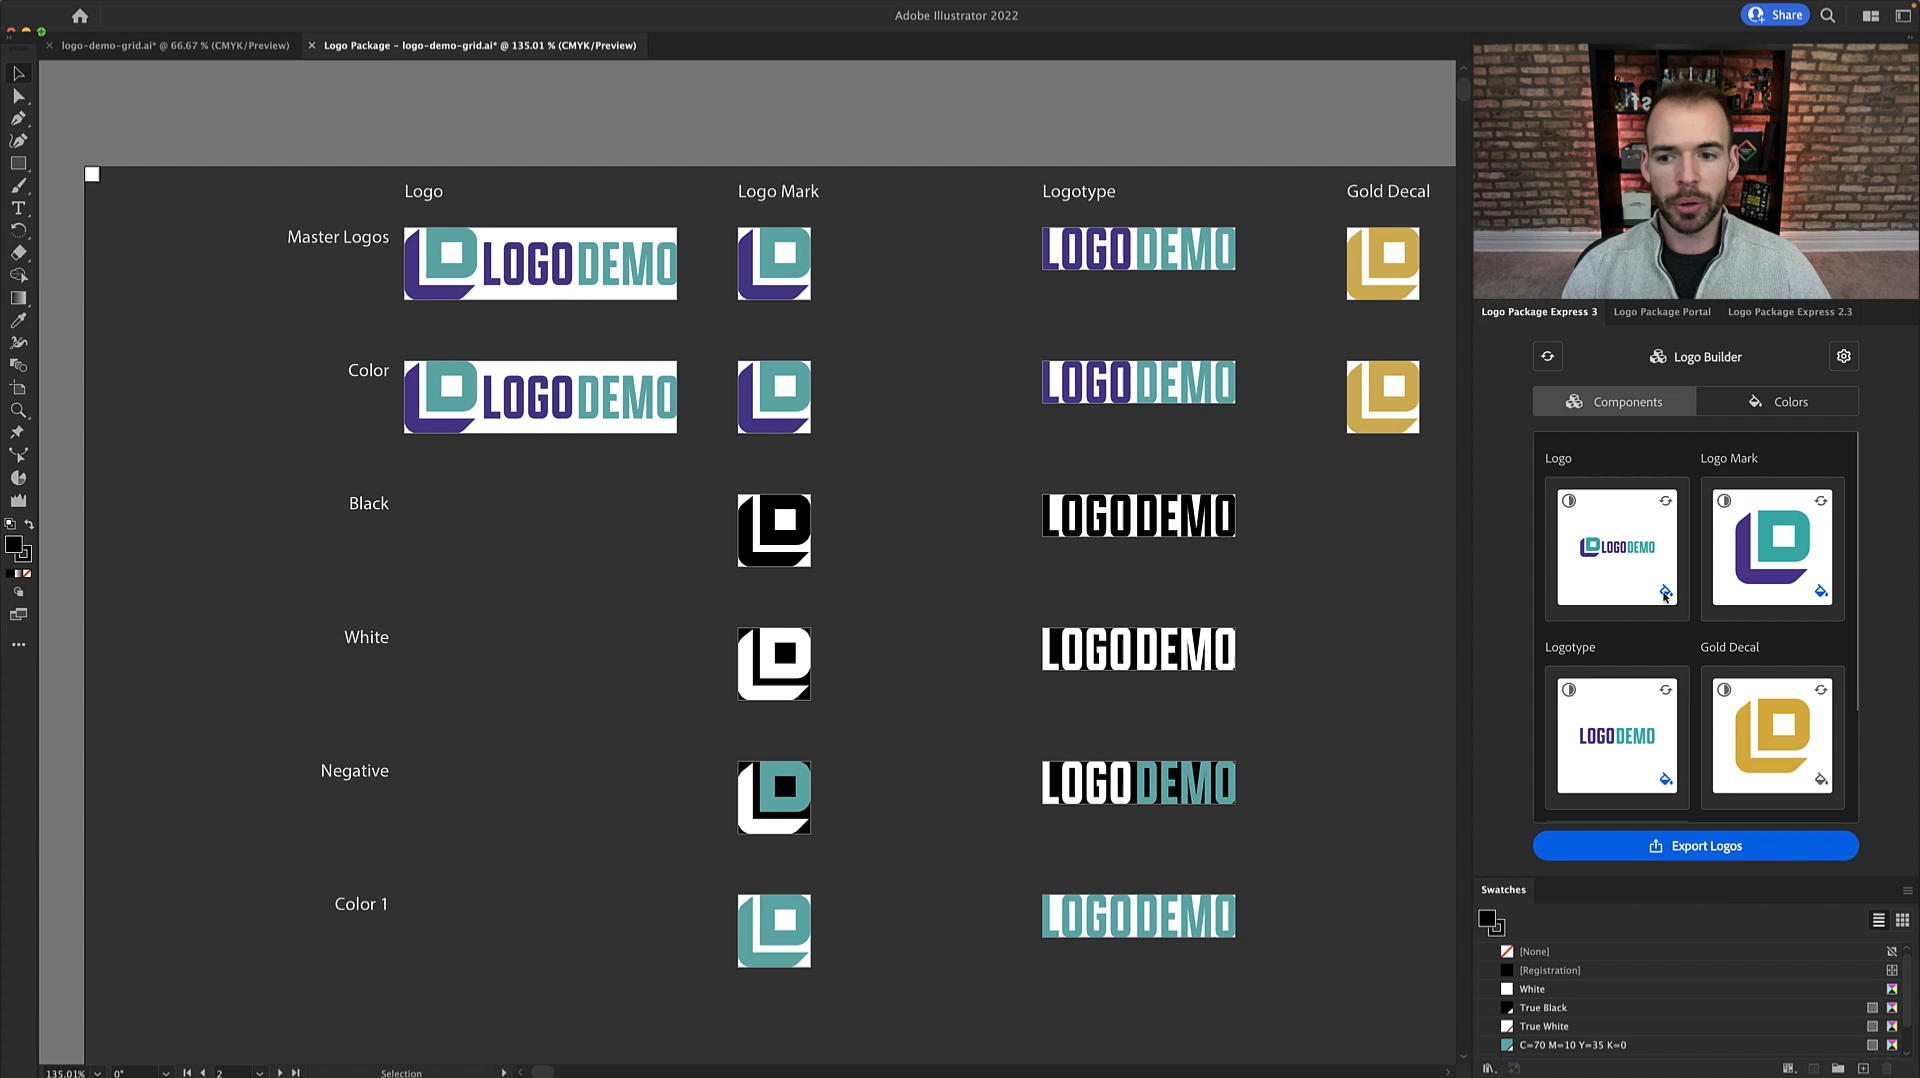 Adobe Illustrator 2022
Share
logo-demo-grid.ai* @ 66.67 % (CMYK/Preview)
Logo Package – logo-demo-grid.ai* @ 135.01 % (CMYK/Preview)
Logo
Logo Mark
Logotype
Gold Decal
Master Logos
LOGODEMO
LOGODEMO
Color
LOGODEMO
LOGODEMO
Black
LOGODEMO
White
LOGODEMO
Negative
LOGODEMO
Color 1
LOGODEMO
135.01%
0°
2
Selection
Logo Package Express 3
Logo Package Portal
Logo Package Express 2.3
Logo Builder
Components
Colors
Logo
Logo Mark
LOGODEMO
Logotype
Gold Decal
LOGODEMO
Export Logos
Swatches
[None]
[Registration]
White
True Black
True White
C=70 M=10 Y=35 K=0